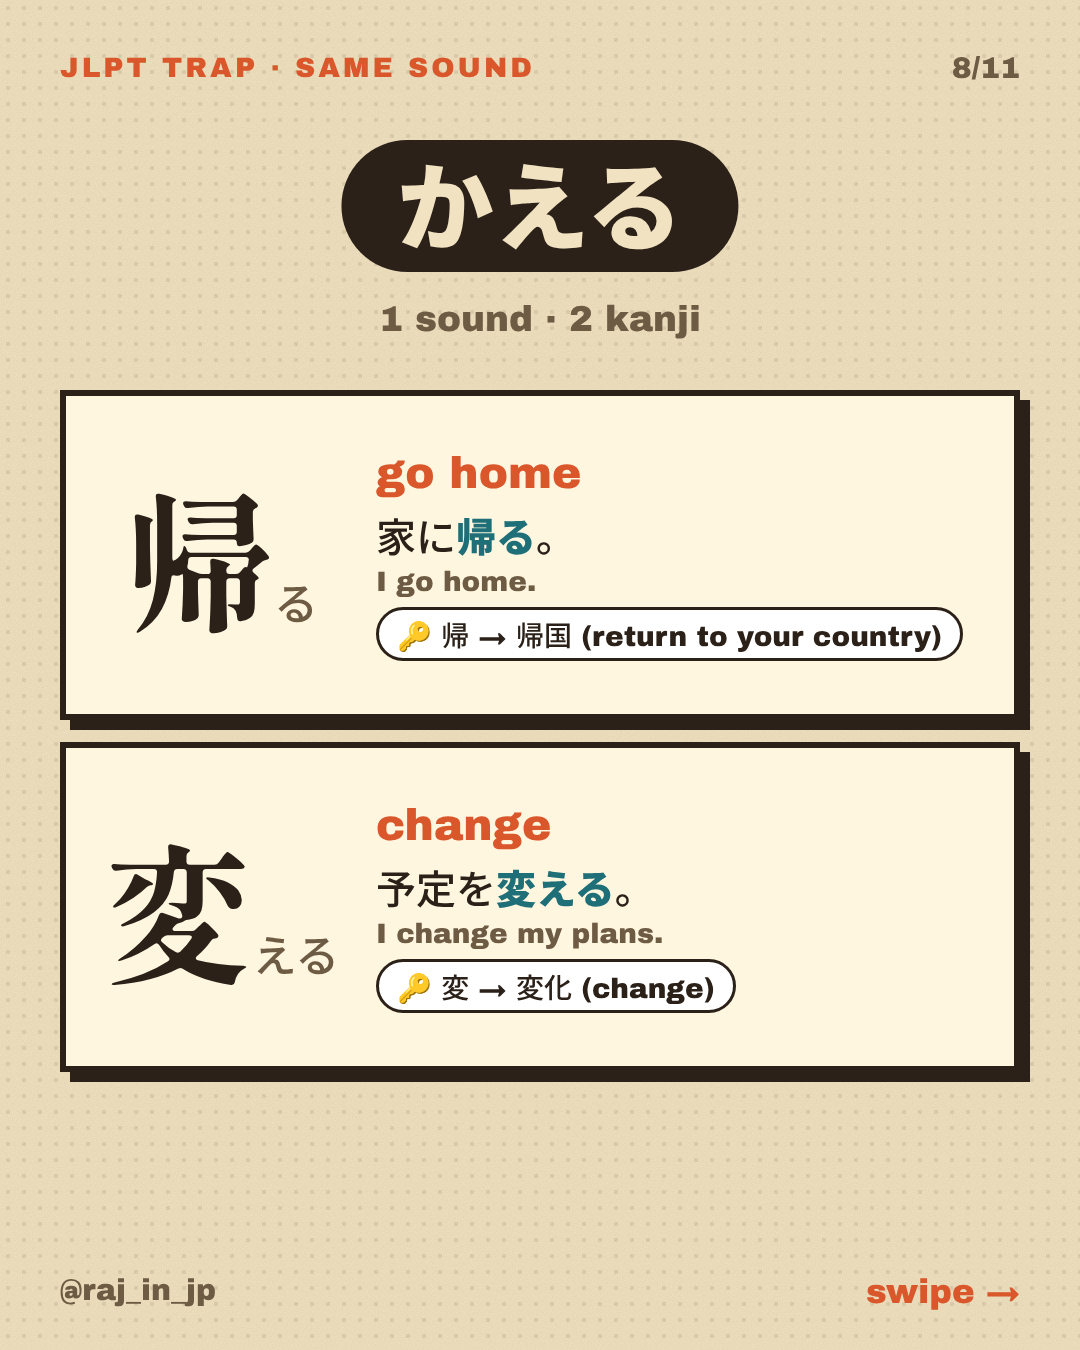 JLPT TRAP · SAME SOUND
8/11
かえる
1 sound · 2 kanji
帰る
go home
家に帰る。
I go home.
🔑 帰 → 帰国 (return to your country)
変える
change
予定を変える。
I change my plans.
🔑 変 → 変化 (change)
@raj_in_jp
swipe →